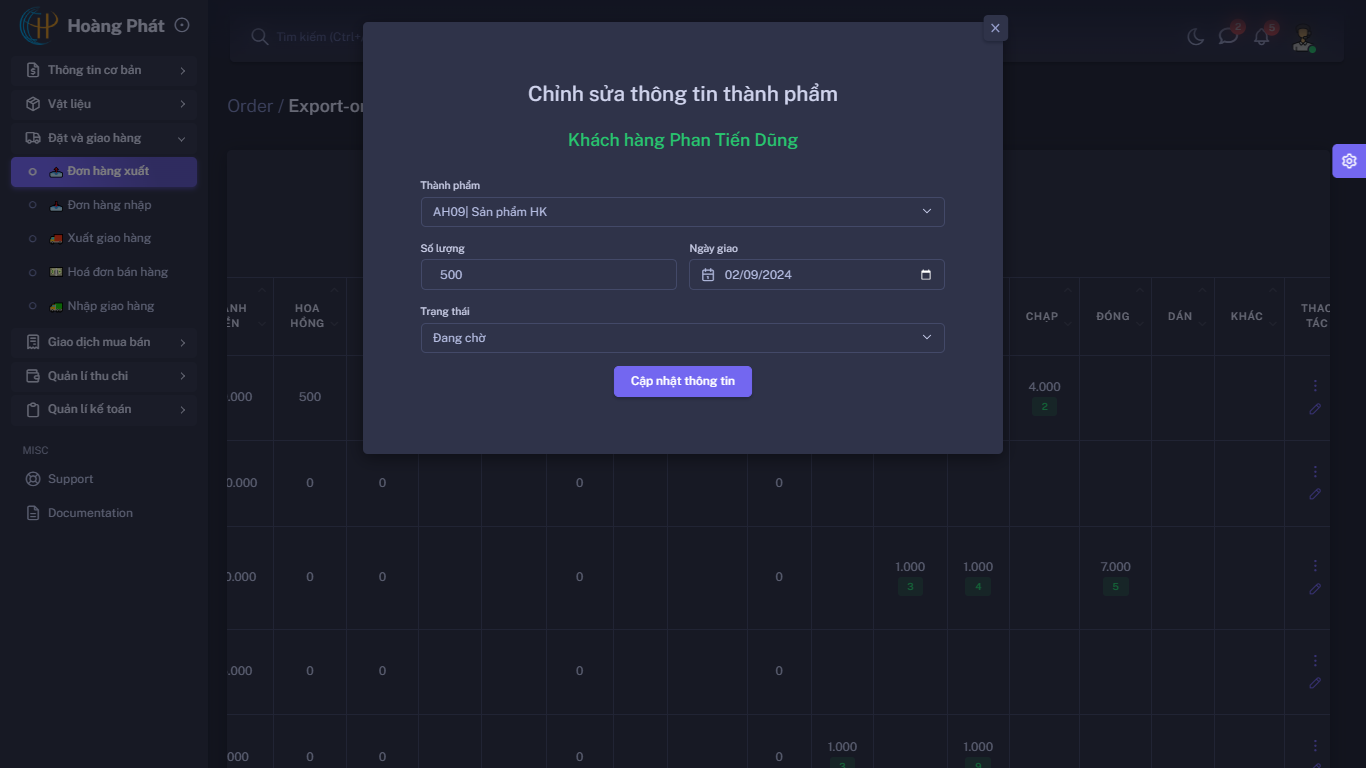 Hoàng Phát
Thông tin cơ bản
Vật liệu
Đặt và giao hàng
Đơn hàng xuất
Đơn hàng nhập
Xuất giao hàng
Hoá đơn bán hàng
Nhập giao hàng
Giao dịch mua bán
Quản lí thu chi
Quản lí kế toán
MISC
Support
Documentation
Tìm kiếm (Ctrl+
2
5
Order /
Chỉnh sửa thông tin thành phẩm
Khách hàng Phan Tiến Dũng
Thành phẩm
AH09| Sản phẩm HK
Số lượng
Ngày giao
500
02/09/2024
Trạng thái
Đang chờ
Cập nhật thông tin
HOA HỒNG
CHẠP
ĐÓNG
DÁN
KHÁC
THAO TÁC
.000
500
4.000
2
0.000
0
0
0
0
0.000
0
0
0
0
1.000
3
1.000
4
7.000
5
.000
0
0
0
0
000
0
0
0
0
1.000
3
1.000
9